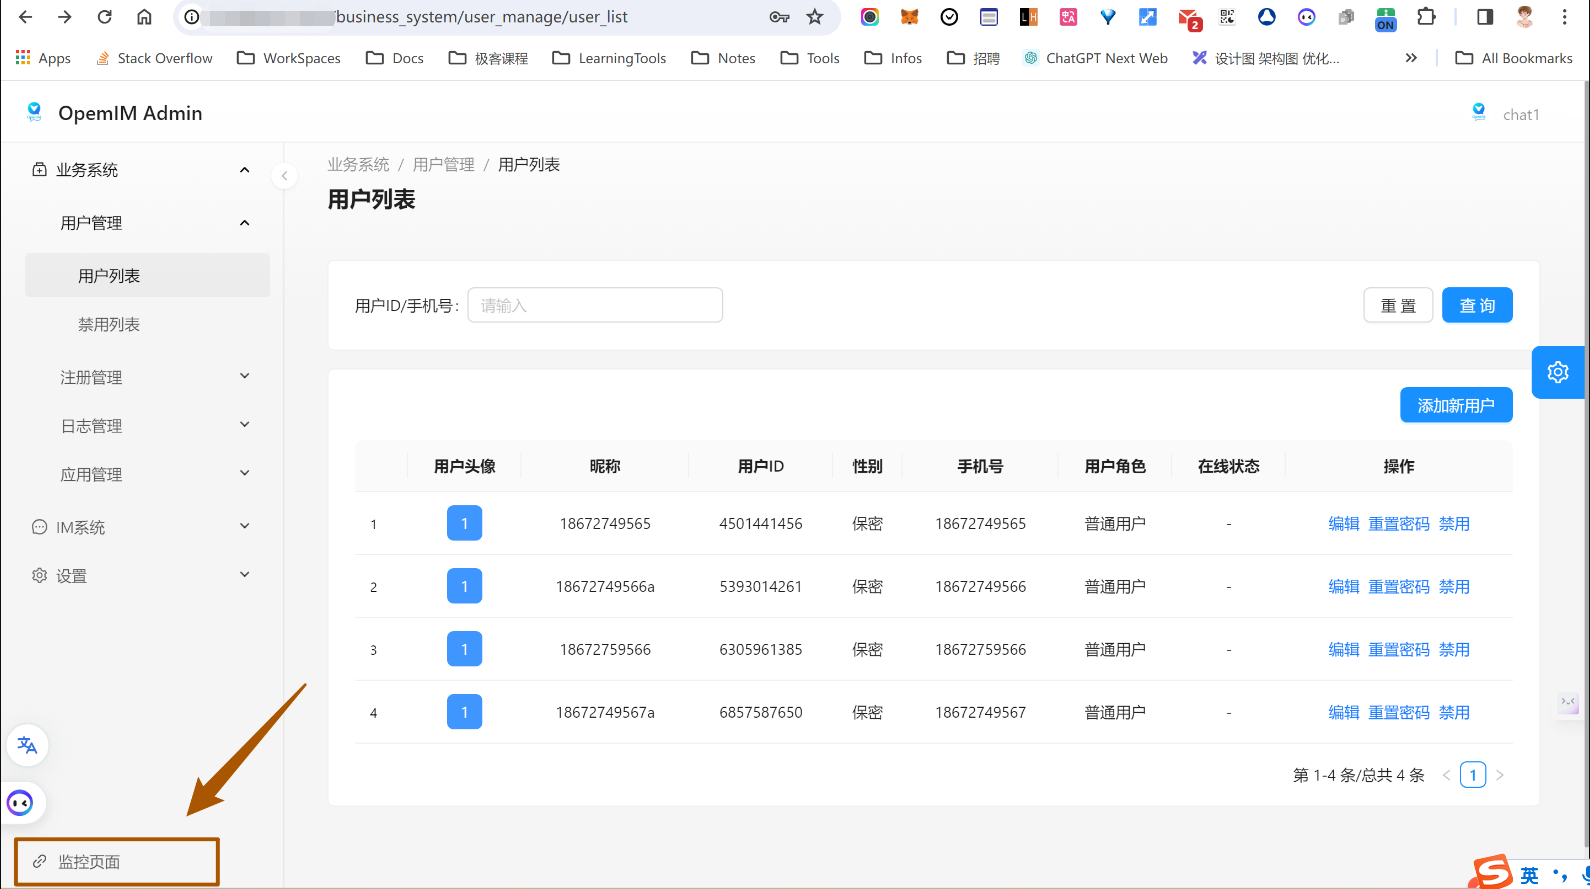 /business_system/user_manage/user_list
2
ON
Apps
Stack Overflow
WorkSpaces
Docs
极客课程
LearningTools
Notes
Tools
Infos
招聘
ChatGPT Next Web
设计图 架构图 优化...
All Bookmarks
OpemIM Admin
chat1
业务系统
用户管理
用户列表
禁用列表
注册管理
日志管理
应用管理
IM系统
设置
监控页面
业务系统 / 用户管理 / 用户列表
用户列表
用户ID/手机号: 请输入
重 置 查 询
添加新用户
用户头像 昵称 用户ID 性别 手机号 用户角色 在线状态 操作
1 1 18672749565 4501441456 保密 18672749565 普通用户 - 编辑 重置密码 禁用
2 1 18672749566a 5393014261 保密 18672749566 普通用户 - 编辑 重置密码 禁用
3 1 18672759566 6305961385 保密 18672759566 普通用户 - 编辑 重置密码 禁用
4 1 18672749567a 6857587650 保密 18672749567 普通用户 - 编辑 重置密码 禁用
第 1-4 条/总共 4 条 < 1 >
英